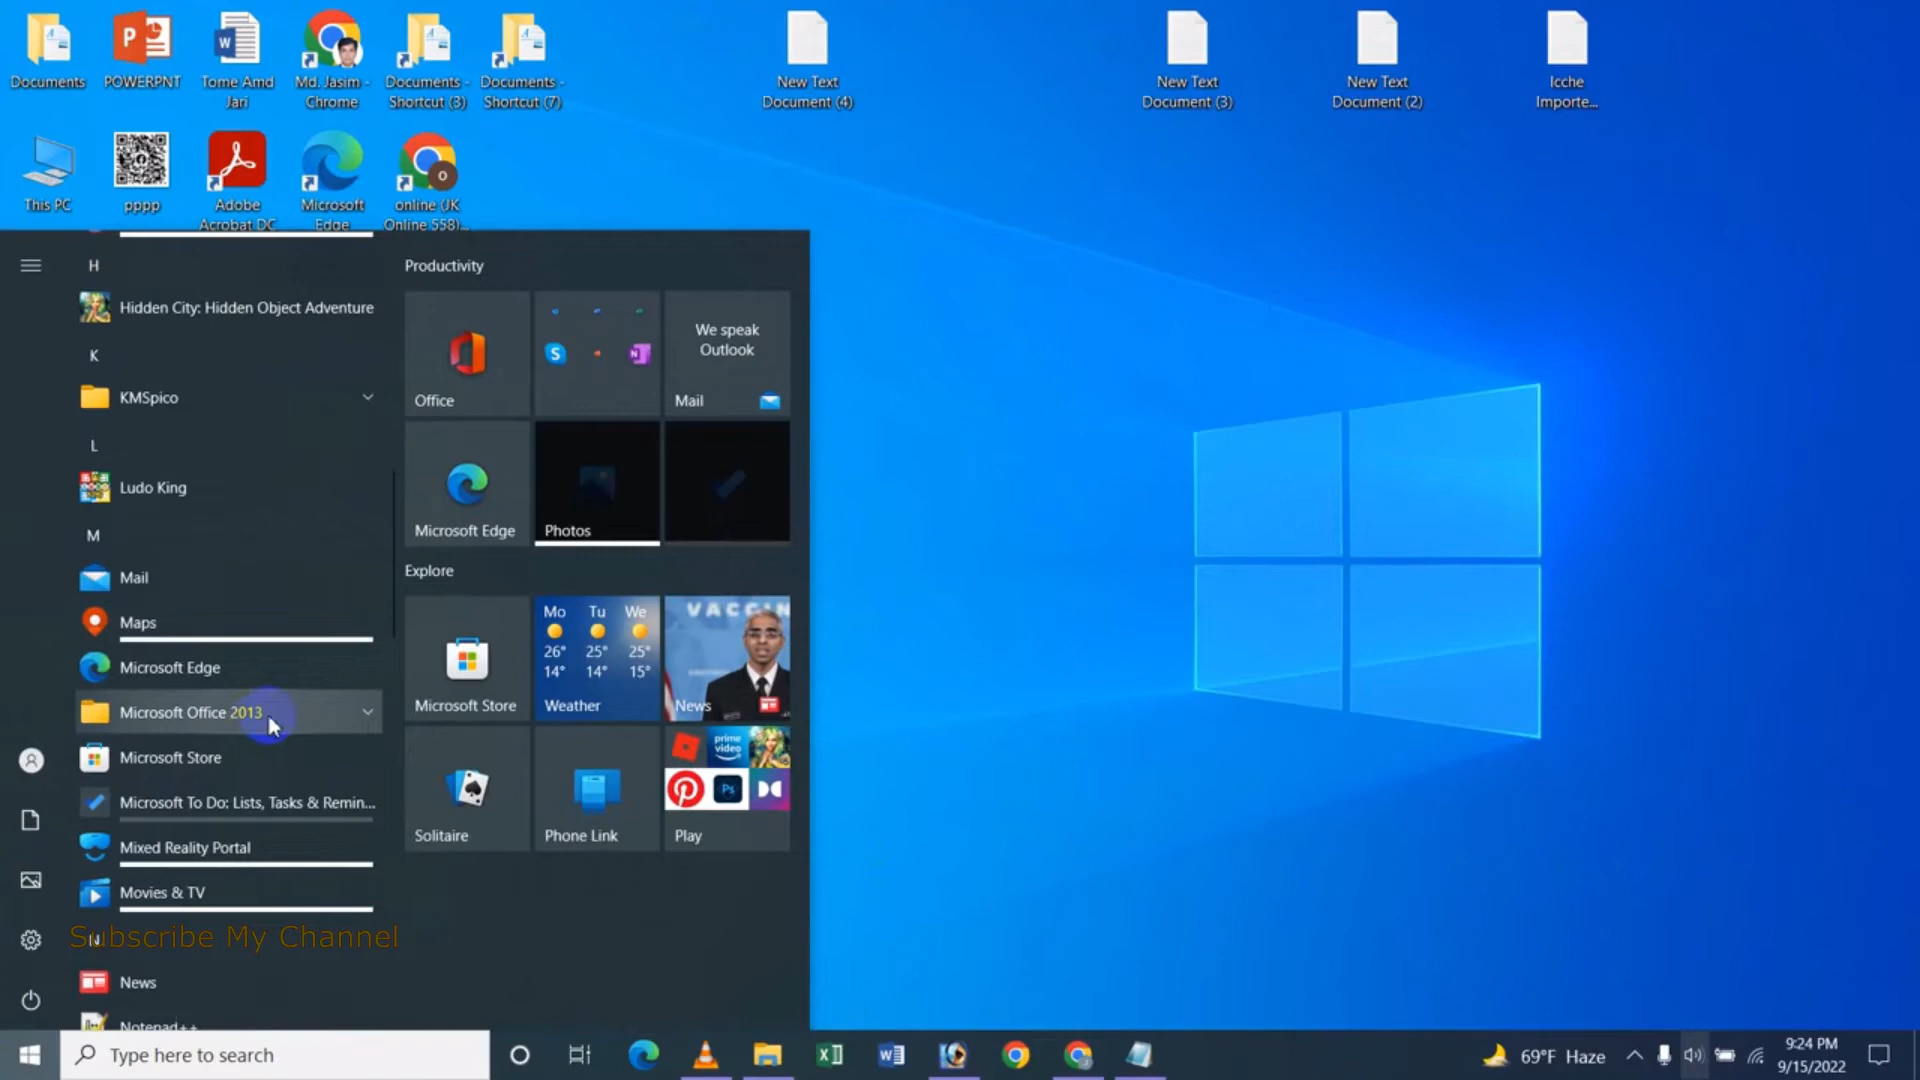 Documents
POWERPNT
Tome Amd
Jari
Md. Jasim -
Chrome
Documents -
Shortcut (3)
Documents -
Shortcut (7)
New Text
Document (4)
New Text
Document (3)
New Text
Document (2)
Icche
Importe...
This PC
pppp
Adobe
Acrobat DC
Microsoft
Edge
online (JK
Online 558)...
H
Hidden City: Hidden Object Adventure
K
KMSpico
L
Ludo King
M
Mail
Maps
Microsoft Edge
Microsoft Office 2013
Microsoft Store
Microsoft To Do: Lists, Tasks & Remin...
Mixed Reality Portal
Movies & TV
Subscribe My Channel
N
News
Notepad++
Productivity
Office
We speak
Outlook
Mail
Microsoft Edge
Photos
Explore
Microsoft Store
Mo Tu We
26° 25° 25°
14° 14° 15°
Weather
VACCIN
News
Solitaire
Phone Link
prime
video
Ps
Play
Type here to search
69°F Haze
9:24 PM
9/15/2022